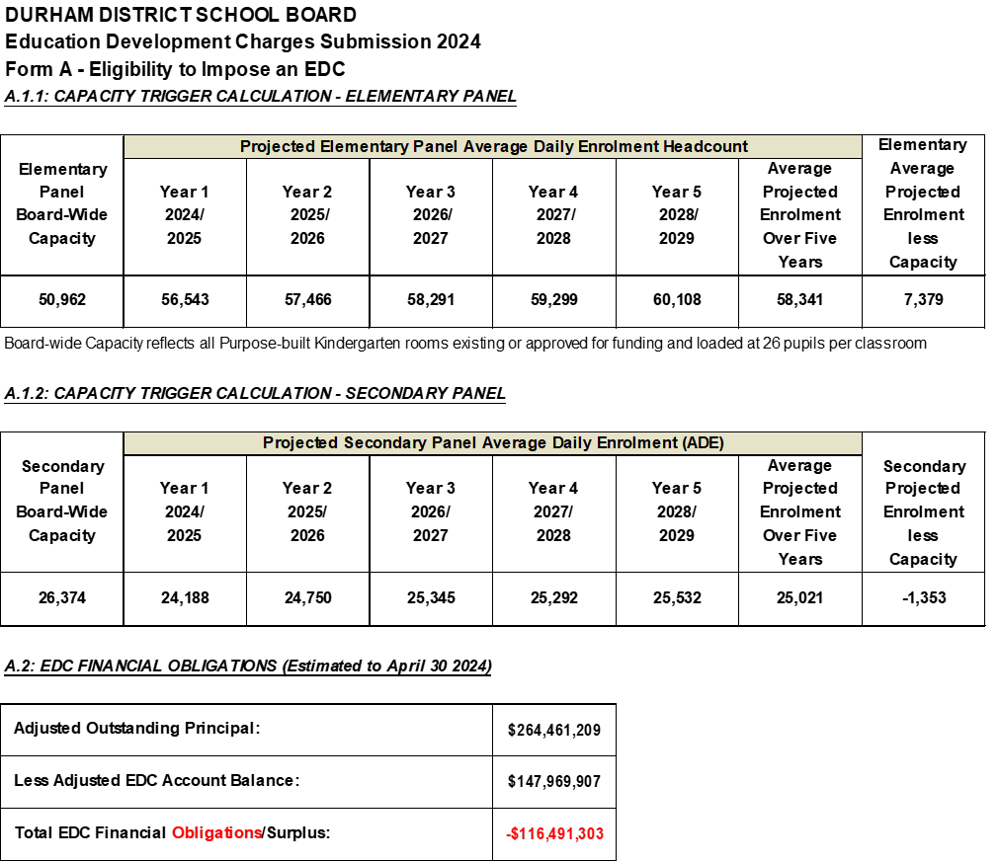 DURHAM DISTRICT SCHOOL BOARD
Education Development Charges Submission 2024
Form A - Eligibility to Impose an EDC
A.1.1: CAPACITY TRIGGER CALCULATION - ELEMENTARY PANEL
Elementary
Panel
Board-Wide
Capacity
Projected Elementary Panel Average Daily Enrolment Headcount
Year 1
2024/
2025
Year 2
2025/
2026
Year 3
2026/
2027
Year 4
2027/
2028
Year 5
2028/
2029
Average
Projected
Enrolment
Over Five
Years
Elementary
Average
Projected
Enrolment
less
Capacity
50,962 56,543 57,466 58,291 59,299 60,108 58,341 7,379
Board-wide Capacity reflects all Purpose-built Kindergarten rooms existing or approved for funding and loaded at 26 pupils per classroom
A.1.2: CAPACITY TRIGGER CALCULATION - SECONDARY PANEL
Secondary
Panel
Board-Wide
Capacity
Projected Secondary Panel Average Daily Enrolment (ADE)
Year 1
2024/
2025
Year 2
2025/
2026
Year 3
2026/
2027
Year 4
2027/
2028
Year 5
2028/
2029
Average
Projected
Enrolment
Over Five
Years
Secondary
Projected
Enrolment
less
Capacity
26,374 24,188 24,750 25,345 25,292 25,532 25,021 -1,353
A.2: EDC FINANCIAL OBLIGATIONS (Estimated to April 30 2024)
Adjusted Outstanding Principal: $264,461,209
Less Adjusted EDC Account Balance: $147,969,907
Total EDC Financial Obligations/Surplus: -$116,491,303